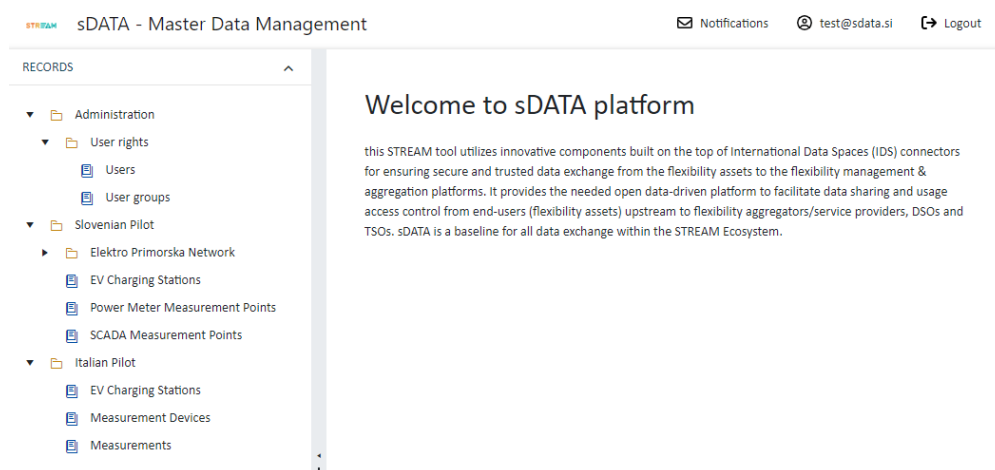 STREAM sDATA - Master Data Management Notifications test@sdata.si Logout
RECORDS
Administration
User rights
Users
User groups
Slovenian Pilot
Elektro Primorska Network
EV Charging Stations
Power Meter Measurement Points
SCADA Measurement Points
Italian Pilot
EV Charging Stations
Measurement Devices
Measurements
Welcome to sDATA platform
this STREAM tool utilizes innovative components built on the top of International Data Spaces (IDS) connectors
for ensuring secure and trusted data exchange from the flexibility assets to the flexibility management &
aggregation platforms. It provides the needed open data-driven platform to facilitate data sharing and usage
access control from end-users (flexibility assets) upstream to flexibility aggregators/service providers, DSOs and
TSOs. sDATA is a baseline for all data exchange within the STREAM Ecosystem.